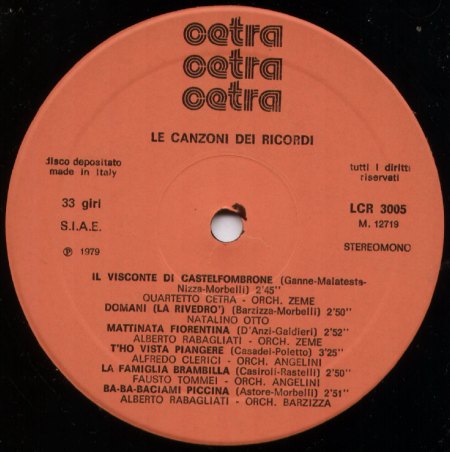 cetra
cetra
cetra
LE CANZONI DEI RICORDI
disco depositato
made in Italy
tutti i diritti
riservati
33 giri
S.I.A.E.
℗ 1979
LCR 3005
M. 12719
STEREOMONO
IL VISCONTE DI CASTELFOMBRONE (Ganne-Malatesta-
Nizza-Morbelli) 2'45''
QUARTETTO CETRA - ORCH. ZEME
DOMANI (LA RIVEDRO') (Barzizza-Morbelli) 2'50''
NATALINO OTTO
MATTINATA FIORENTINA (D'Anzi-Galdieri) 2'52''
ALBERTO RABAGLIATI - ORCH. ZEME
T'HO VISTA PIANGERE (Casadei-Poletto) 3'25''
ALFREDO CLERICI - ORCH. ANGELINI
LA FAMIGLIA BRAMBILLA (Casiroli-Rastelli) 2'50''
FAUSTO TOMMEI - ORCH. ANGELINI
BA-BA-BACIAMI PICCINA (Astore-Morbelli) 2'51''
ALBERTO RABAGLIATI - ORCH. BARZIZZA